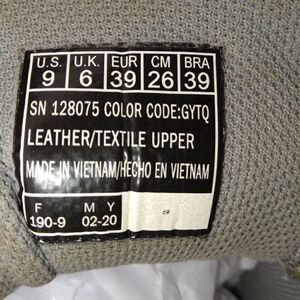 U.S. U.K. EUR CM BRA
9 6 39 26 39
SN 128075 COLOR CODE:GYTQ
LEATHER/TEXTILE UPPER
MADE IN VIETNAM/HECHO EN VIETNAM
F M Y
190-9 02-20